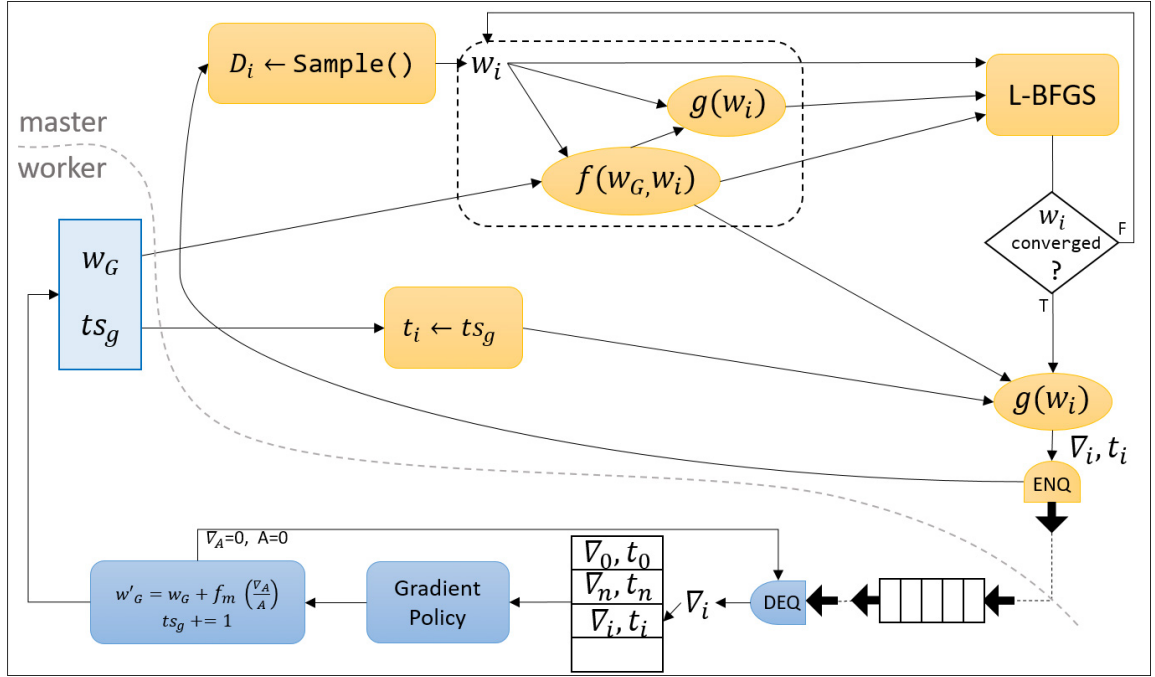 D_i ← Sample()
w_i
L-BFGS
g(w_i)
f(w_G,w_i)
master
worker
w_i
converged
?
F
T
w_G
ts_g
t_i ← ts_g
g(w_i)
∇_i, t_i
ENQ
∇_A=0, A=0
w'_G = w_G + f_m (∇_A/A)
ts_g += 1
Gradient
Policy
∇_0, t_0
∇_n, t_n
∇_i, t_i
∇_i
DEQ